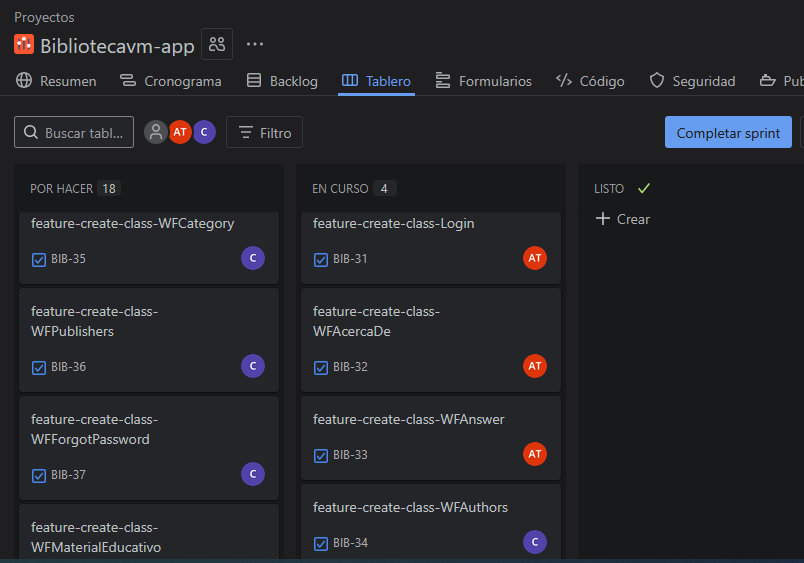 Proyectos
Bibliotecavm-app
Resumen
Cronograma
Backlog
Tablero
Formularios
Código
Seguridad
Pub
Buscar tabl...
AT
C
Filtro
Completar sprint
POR HACER 18
feature-create-class-WFCategory
BIB-35
C
feature-create-class-
WFPublishers
BIB-36
C
feature-create-class-
WFForgotPassword
BIB-37
C
feature-create-class-
WFMaterialEducativo
EN CURSO 4
feature-create-class-Login
BIB-31
AT
feature-create-class-
WFAcercaDe
BIB-32
AT
feature-create-class-WFAnswer
BIB-33
AT
feature-create-class-WFAuthors
BIB-34
C
LISTO
Crear